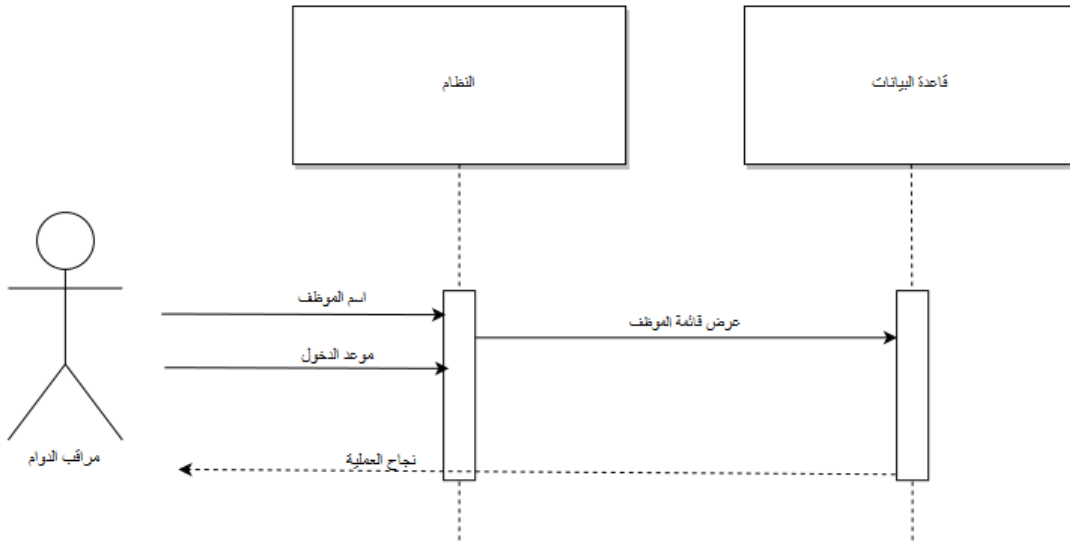 النظام
قاعدة البيانات
اسم الموظف
عرض قائمة الموظف
موعد الدخول
نجاح العملية
مراقب الدوام